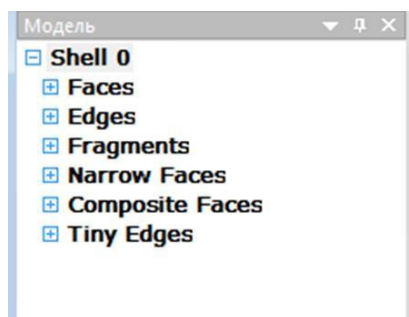 Модель
Shell 0
Faces
Edges
Fragments
Narrow Faces
Composite Faces
Tiny Edges